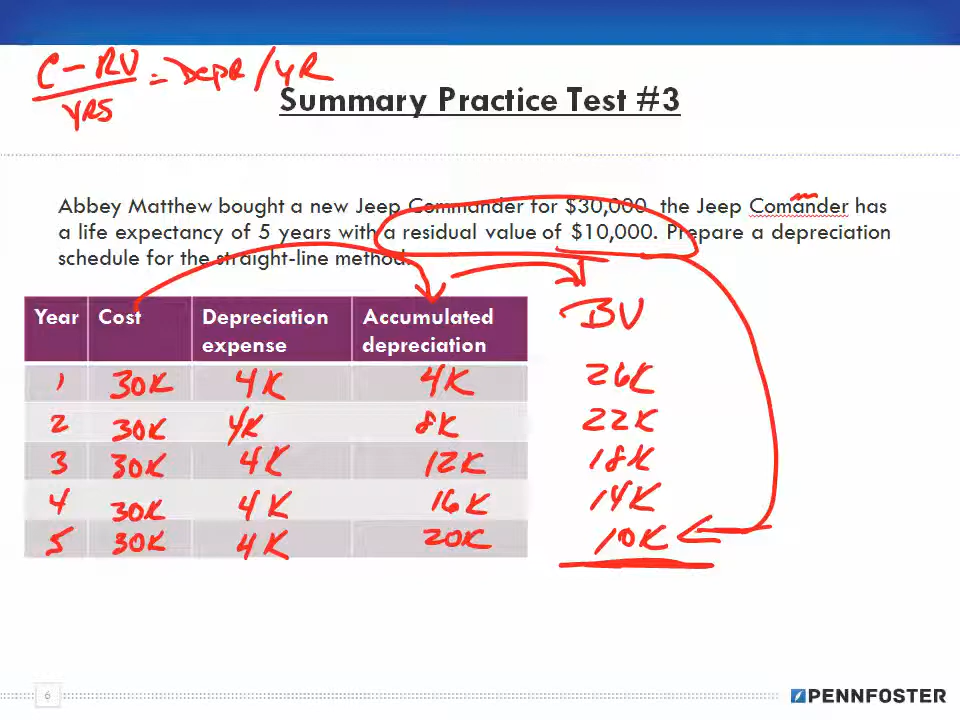 C - RV = DEPR / YR
YRS
Summary Practice Test #3
Abbey Matthew bought a new Jeep Commander for $30,000, the Jeep Comander has
m
a life expectancy of 5 years with a residual value of $10,000. Prepare a depreciation
schedule for the straight-line method.
Year Cost Depreciation expense Accumulated depreciation BV
1 30K 4K 4K 26K
2 30K 4K 8K 22K
3 30K 4K 12K 18K
4 30K 4K 16K 14K
5 30K 4K 20K 10K
6
PENNFOSTER